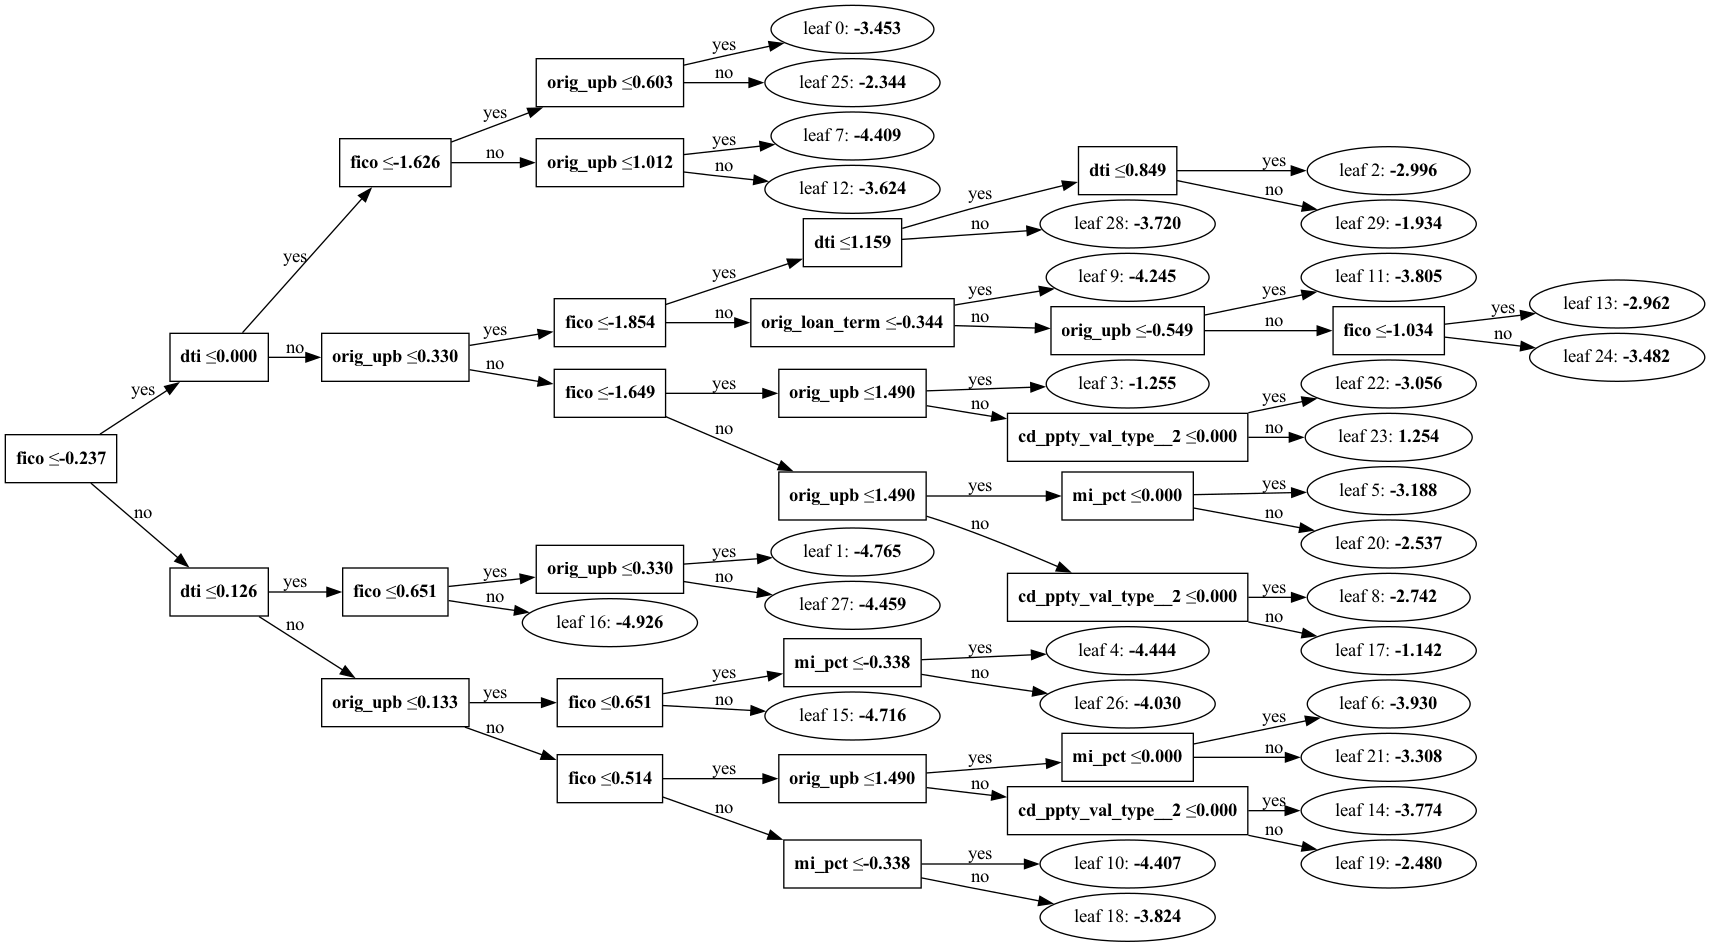 fico ≤-0.237
yes
no
dti ≤0.000
yes
no
fico ≤-1.626
yes
no
orig_upb ≤0.603
yes
no
leaf 0: -3.453
leaf 25: -2.344
orig_upb ≤1.012
yes
no
leaf 7: -4.409
leaf 12: -3.624
orig_upb ≤0.330
yes
no
fico ≤-1.854
yes
no
dti ≤1.159
yes
no
dti ≤0.849
yes
no
leaf 2: -2.996
leaf 29: -1.934
leaf 28: -3.720
orig_loan_term ≤-0.344
yes
no
leaf 9: -4.245
orig_upb ≤-0.549
yes
no
leaf 11: -3.805
fico ≤-1.034
yes
no
leaf 13: -2.962
leaf 24: -3.482
fico ≤-1.649
yes
no
orig_upb ≤1.490
yes
no
leaf 3: -1.255
cd_ppty_val_type__2 ≤0.000
yes
no
leaf 22: -3.056
leaf 23: 1.254
orig_upb ≤1.490
yes
no
mi_pct ≤0.000
yes
no
leaf 5: -3.188
leaf 20: -2.537
cd_ppty_val_type__2 ≤0.000
yes
no
leaf 8: -2.742
leaf 17: -1.142
dti ≤0.126
yes
no
fico ≤0.651
yes
no
orig_upb ≤0.330
yes
no
leaf 1: -4.765
leaf 27: -4.459
leaf 16: -4.926
orig_upb ≤0.133
yes
no
fico ≤0.651
yes
no
mi_pct ≤-0.338
yes
no
leaf 4: -4.444
leaf 26: -4.030
leaf 15: -4.716
fico ≤0.514
yes
no
orig_upb ≤1.490
yes
no
mi_pct ≤0.000
yes
no
leaf 6: -3.930
leaf 21: -3.308
cd_ppty_val_type__2 ≤0.000
yes
no
leaf 14: -3.774
leaf 19: -2.480
mi_pct ≤-0.338
yes
no
leaf 10: -4.407
leaf 18: -3.824